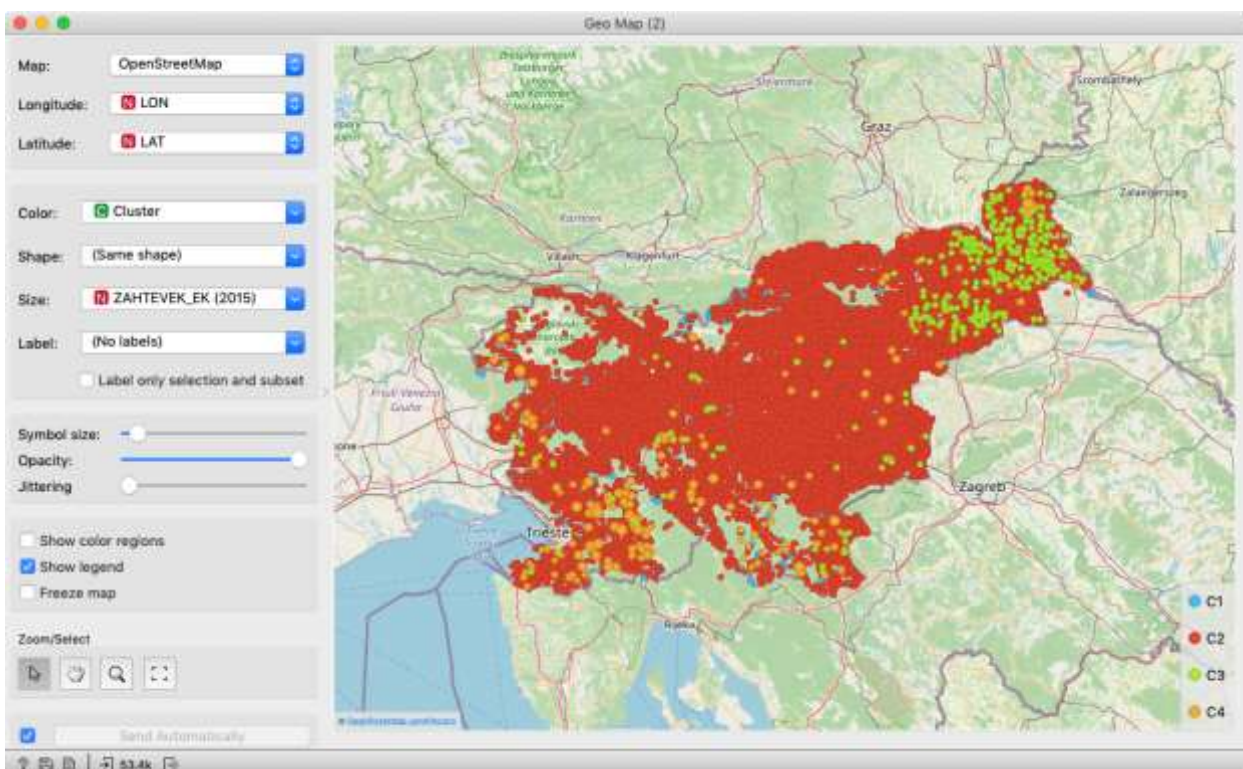 Geo Map (2)
Map: OpenStreetMap
Longitude: N LON
Latitude: N LAT
Color: C Cluster
Shape: (Same shape)
Size: N ZAHTEVEK_EK (2015)
Label: (No labels)
Label only selection and subset
Symbol size:
Opacity:
Jittering
Show color regions
Show legend
Freeze map
Zoom/Select
Send Automatically
? 53.4k
Steiermark
Szombathely
Graz
Zalaegerszeg
Kärnten
Villach
Klagenfurt
Friuli-Venezia
Giulia
Zagreb
Trieste
Rijeka
C1
C2
C3
C4